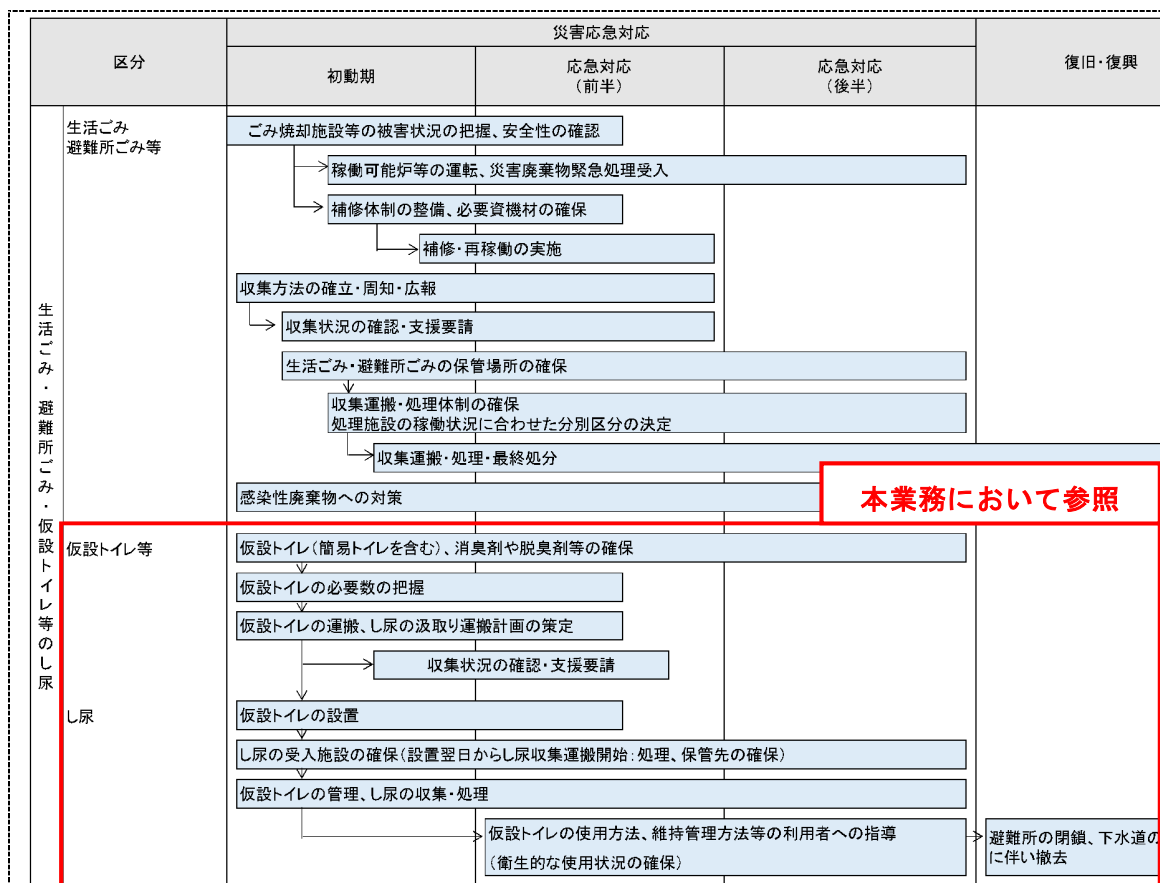 区分
災害応急対応
初動期
応急対応
(前半)
応急対応
(後半)
復旧・復興
生活ごみ・避難所ごみ・仮設トイレ等のし尿
生活ごみ
避難所ごみ等
ごみ焼却施設等の被害状況の把握、安全性の確認
稼働可能炉等の運転、災害廃棄物緊急処理受入
補修体制の整備、必要資機材の確保
補修・再稼働の実施
収集方法の確立・周知・広報
収集状況の確認・支援要請
生活ごみ・避難所ごみの保管場所の確保
収集運搬・処理体制の確保
処理施設の稼働状況に合わせた分別区分の決定
収集運搬・処理・最終処分
感染性廃棄物への対策
本業務において参照
仮設トイレ等
仮設トイレ(簡易トイレを含む)、消臭剤や脱臭剤等の確保
仮設トイレの必要数の把握
仮設トイレの運搬、し尿の汲取り運搬計画の策定
収集状況の確認・支援要請
し尿
仮設トイレの設置
し尿の受入施設の確保(設置翌日からし尿収集運搬開始:処理、保管先の確保)
仮設トイレの管理、し尿の収集・処理
仮設トイレの使用方法、維持管理方法等の利用者への指導
(衛生的な使用状況の確保)
避難所の閉鎖、下水道の
に伴い撤去